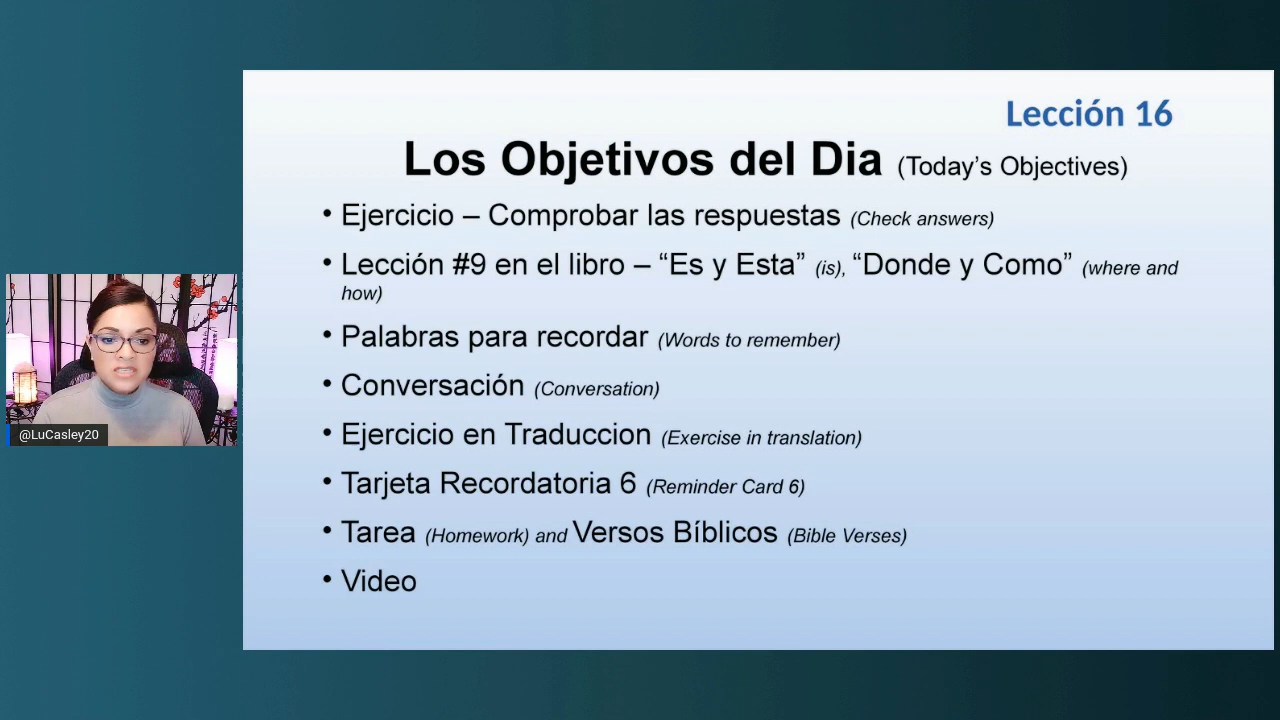 Lección 16
Los Objetivos del Dia (Today's Objectives)
• Ejercicio – Comprobar las respuestas (Check answers)
• Lección #9 en el libro – “Es y Esta” (is), “Donde y Como” (where and
how)
• Palabras para recordar (Words to remember)
• Conversación (Conversation)
• Ejercicio en Traduccion (Exercise in translation)
• Tarjeta Recordatoria 6 (Reminder Card 6)
• Tarea (Homework) and Versos Bíblicos (Bible Verses)
• Video
@LuCasley20